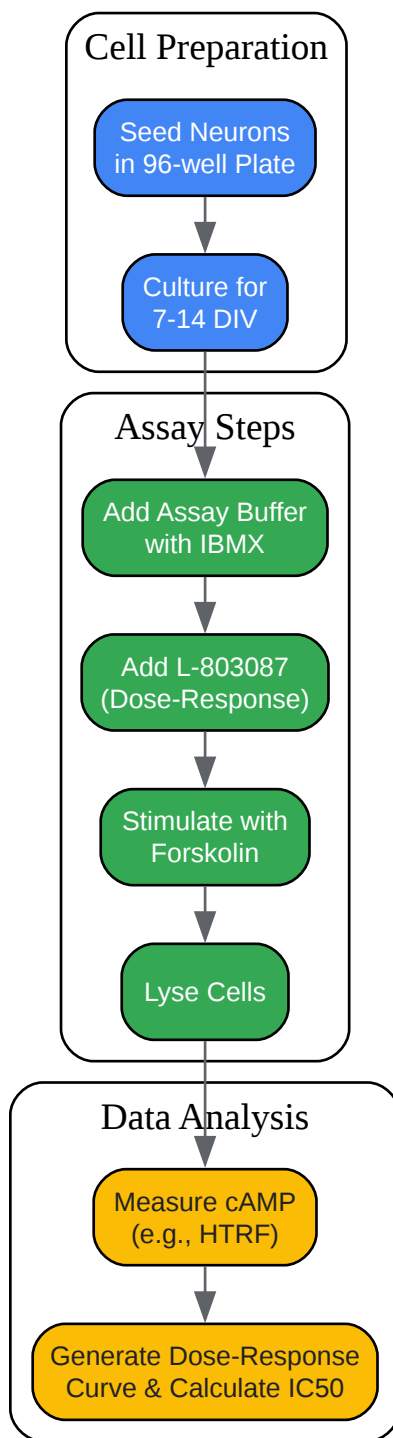 Cell Preparation
Seed Neurons
in 96-well Plate
Culture for
7-14 DIV
Assay Steps
Add Assay Buffer
with IBMX
Add L-803087
(Dose-Response)
Stimulate with
Forskolin
Lyse Cells
Data Analysis
Measure cAMP
(e.g., HTRF)
Generate Dose-Response
Curve & Calculate IC50